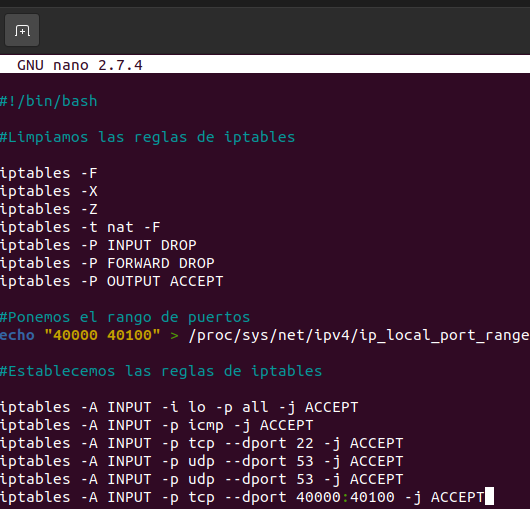 GNU nano 2.7.4
#!/bin/bash
#Limpiamos las reglas de iptables
iptables -F
iptables -X
iptables -Z
iptables -t nat -F
iptables -P INPUT DROP
iptables -P FORWARD DROP
iptables -P OUTPUT ACCEPT
#Ponemos el rango de puertos
echo "40000 40100" > /proc/sys/net/ipv4/ip_local_port_range
#Establecemos las reglas de iptables
iptables -A INPUT -i lo -p all -j ACCEPT
iptables -A INPUT -p icmp -j ACCEPT
iptables -A INPUT -p tcp --dport 22 -j ACCEPT
iptables -A INPUT -p udp --dport 53 -j ACCEPT
iptables -A INPUT -p udp --dport 53 -j ACCEPT
iptables -A INPUT -p tcp --dport 40000:40100 -j ACCEPT